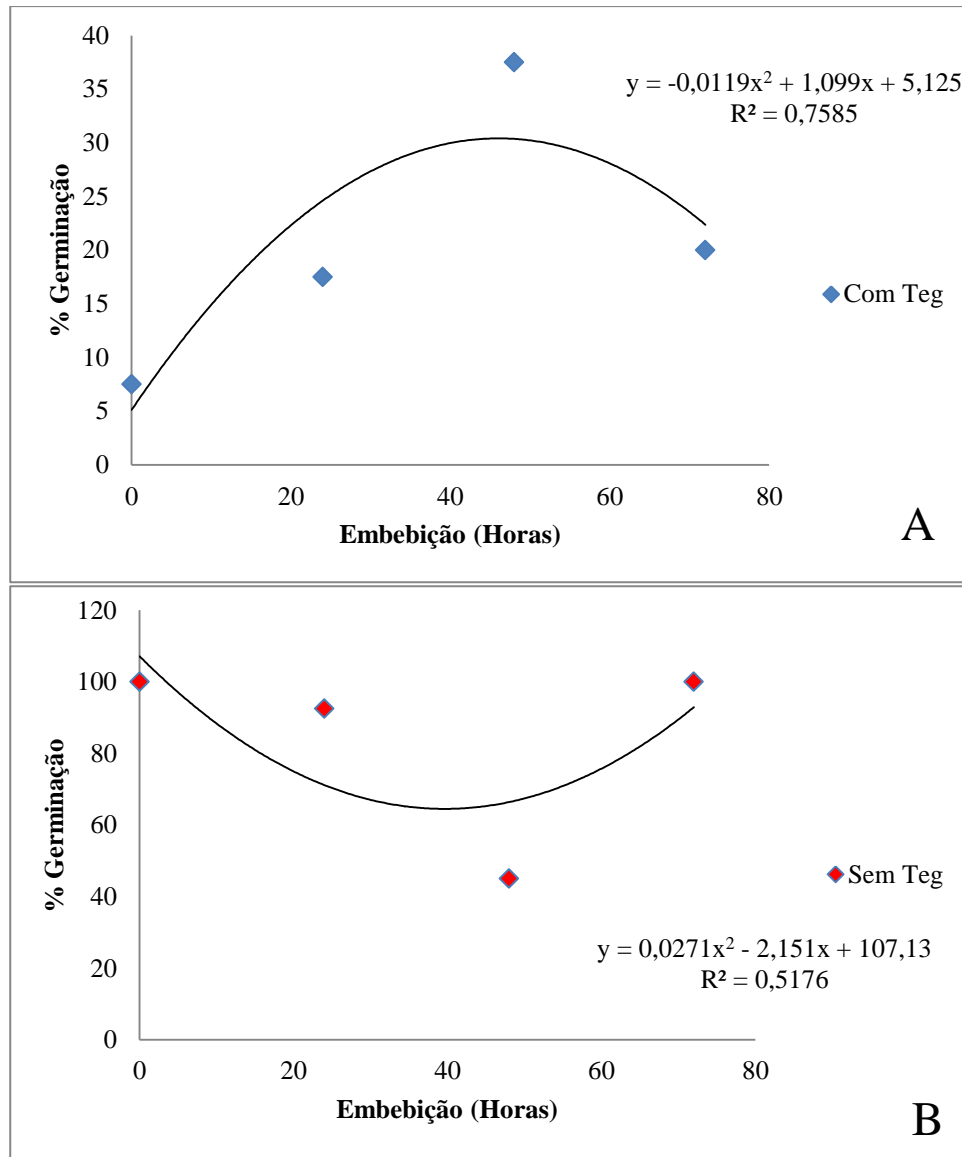 40
35
30
25
20
15
10
5
0
% Germinação
y = -0,0119x² + 1,099x + 5,125
R² = 0,7585
Com Teg
0 20 40 60 80
Embebição (Horas)
A
120
100
80
60
40
20
0
% Germinação
Sem Teg
y = 0,0271x² - 2,151x + 107,13
R² = 0,5176
0 20 40 60 80
Embebição (Horas)
B